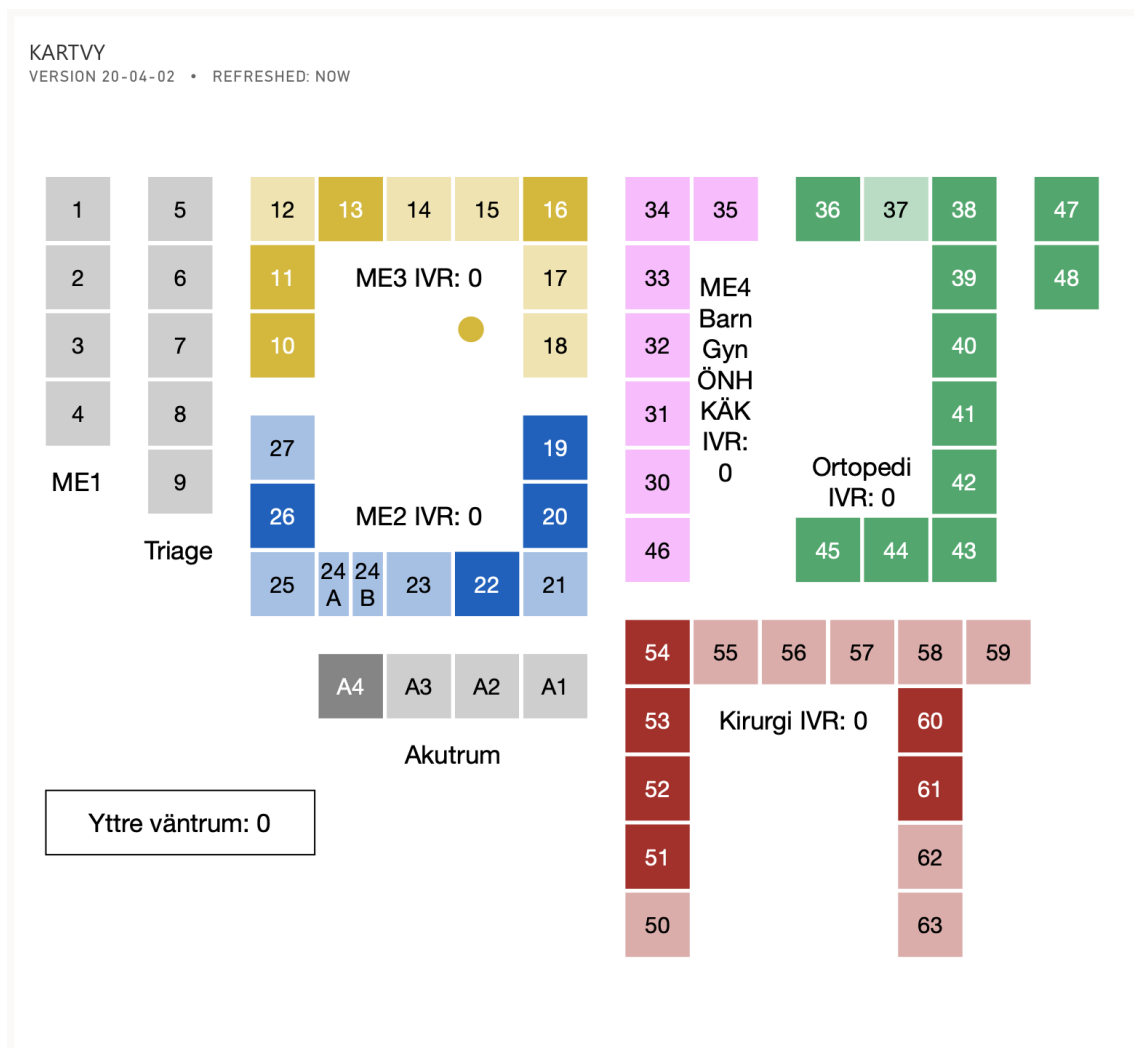 KARTVY
VERSION 20-04-02 • REFRESHED: NOW
1
2
3
4
ME1
5
6
7
8
9
Triage
12 13 14 15 16
11 ME3 IVR: 0 17
10 18
27 19
26 ME2 IVR: 0 20
25 24 A 24 B 23 22 21
A4 A3 A2 A1
Akutrum
Yttre väntrum: 0
34 35
33
32
31
30
46
ME4
Barn
Gyn
ÖNH
KÄK
IVR:
0
36 37 38
39
40
41
42
Ortopedi
IVR: 0
45 44 43
47
48
54 55 56 57 58 59
53 Kirurgi IVR: 0 60
52 61
51 62
50 63